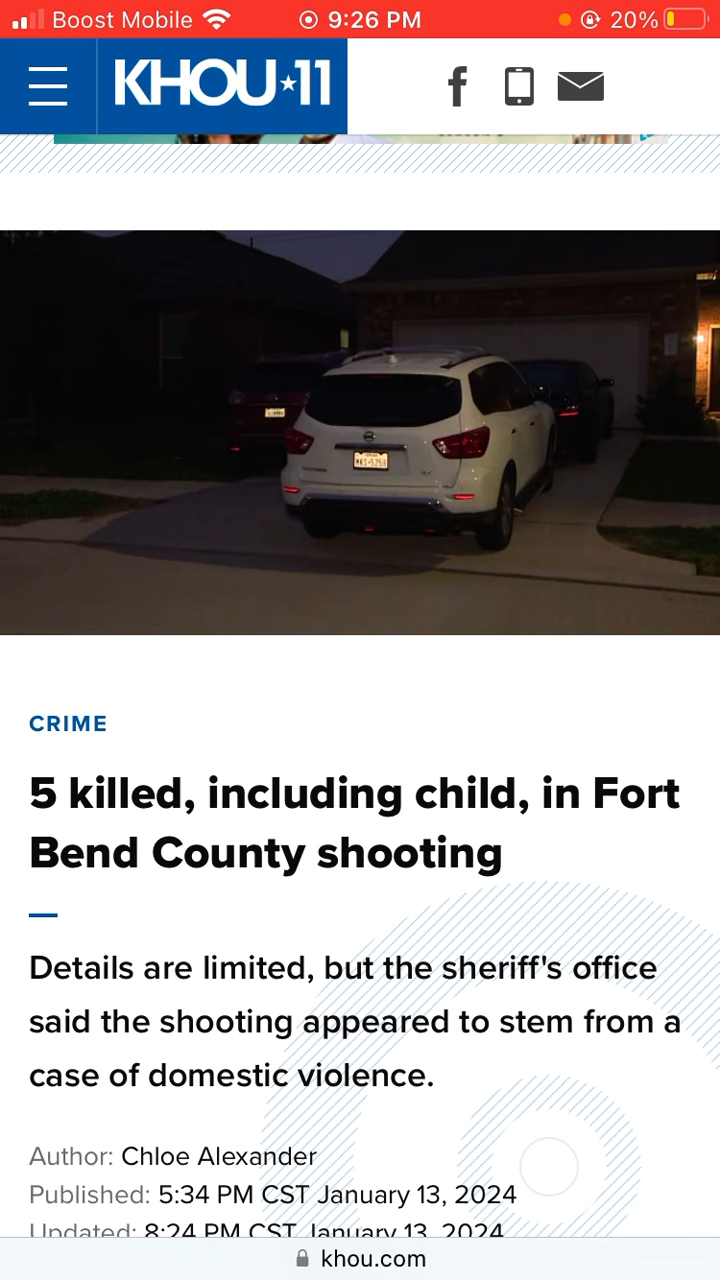 Boost Mobile 9:26 PM 20%
KHOU★11
CRIME
5 killed, including child, in Fort
Bend County shooting
Details are limited, but the sheriff's office
said the shooting appeared to stem from a
case of domestic violence.
Author: Chloe Alexander
Published: 5:34 PM CST January 13, 2024
Updated: 8:24 PM CST January 13, 2024
khou.com